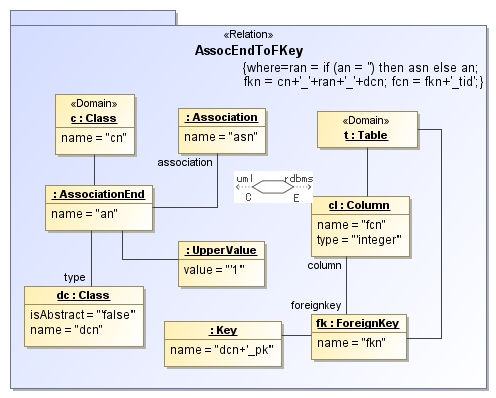 «Relation»
AssocEndToFKey
{where=ran = if (an = '') then asn else an;
fkn = cn+'_'+ran+'_'+dcn; fcn = fkn+'_tid';}
«Domain»
c : Class
name = "cn"
: Association
name = "asn"
association
«Domain»
t : Table
uml rdbms
C E
: AssociationEnd
name = "an"
cl : Column
name = "fcn"
type = "'integer'"
column
: UpperValue
value = "'1'"
type
dc : Class
isAbstract = "'false'"
name = "dcn"
foreignkey
: Key
name = "dcn+'_pk'"
fk : ForeignKey
name = "fkn"